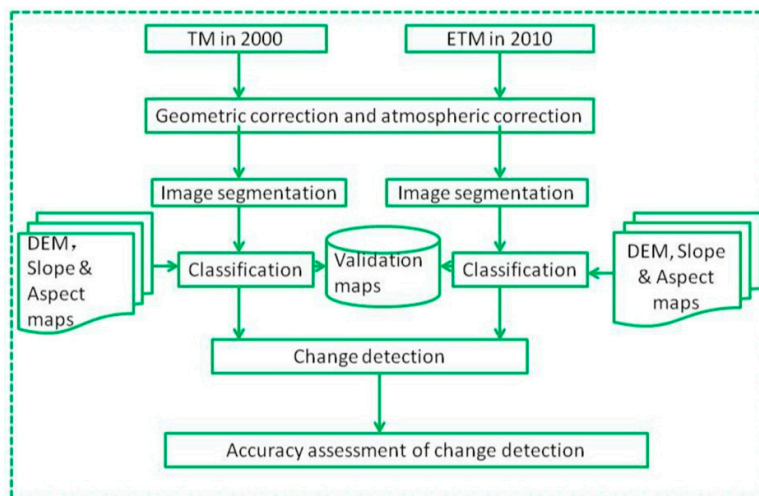 TM in 2000
ETM in 2010
Geometric correction and atmospheric correction
Image segmentation
Image segmentation
DEM，
Slope &
Aspect
maps
Classification
Validation
maps
Classification
DEM, Slope
& Aspect
maps
Change detection
Accuracy assessment of change detection